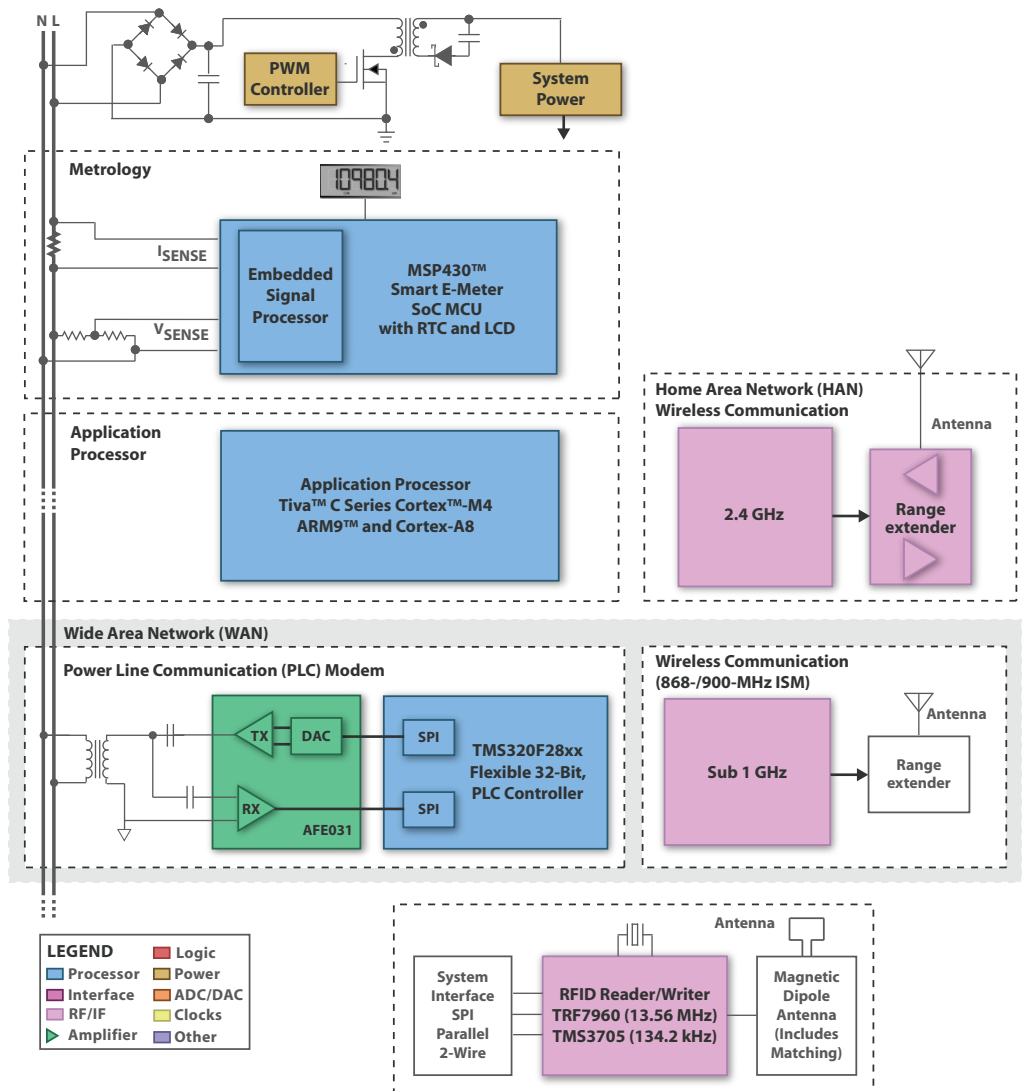 N L
PWM
Controller
System
Power
Metrology
10980.4
ISENSE
VSENSE
Embedded
Signal
Processor
MSP430™
Smart E-Meter
SoC MCU
with RTC and LCD
Application
Processor
Application Processor
Tiva™ C Series Cortex™-M4
ARM9™ and Cortex-A8
Home Area Network (HAN)
Wireless Communication
Antenna
2.4 GHz
Range
extender
Wide Area Network (WAN)
Power Line Communication (PLC) Modem
TX
DAC
RX
AFE031
SPI
SPI
TMS320F28xx
Flexible 32-Bit,
PLC Controller
Wireless Communication
(868-/900-MHz ISM)
Antenna
Sub 1 GHz
Range
extender
LEGEND
Processor
Interface
RF/IF
Amplifier
Logic
Power
ADC/DAC
Clocks
Other
Antenna
System
Interface
SPI
Parallel
2-Wire
RFID Reader/Writer
TRF7960 (13.56 MHz)
TMS3705 (134.2 kHz)
Magnetic
Dipole
Antenna
(Includes
Matching)